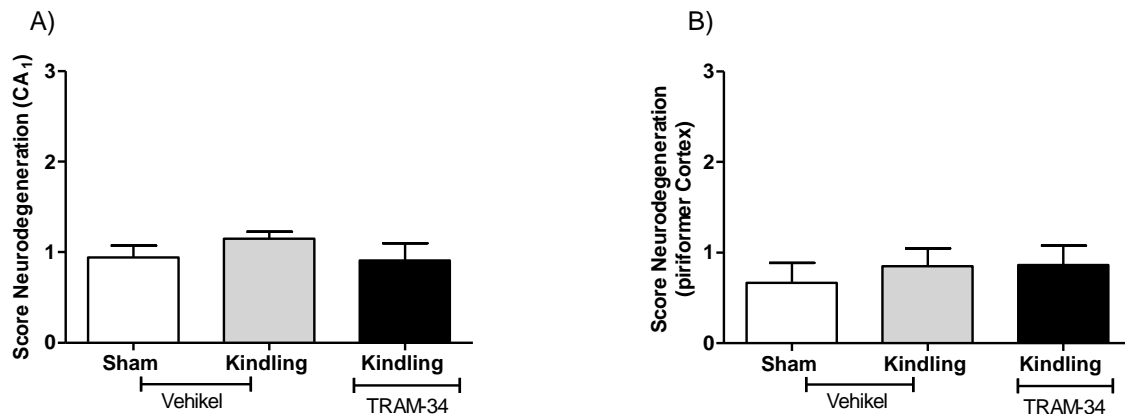 A)
Score Neurodegeneration (CA₁)
3
2
1
0
Sham
Kindling
Kindling
Vehikel
TRAM-34
B)
Score Neurodegeneration
(piriformer Cortex)
3
2
1
0
Sham
Kindling
Kindling
Vehikel
TRAM-34